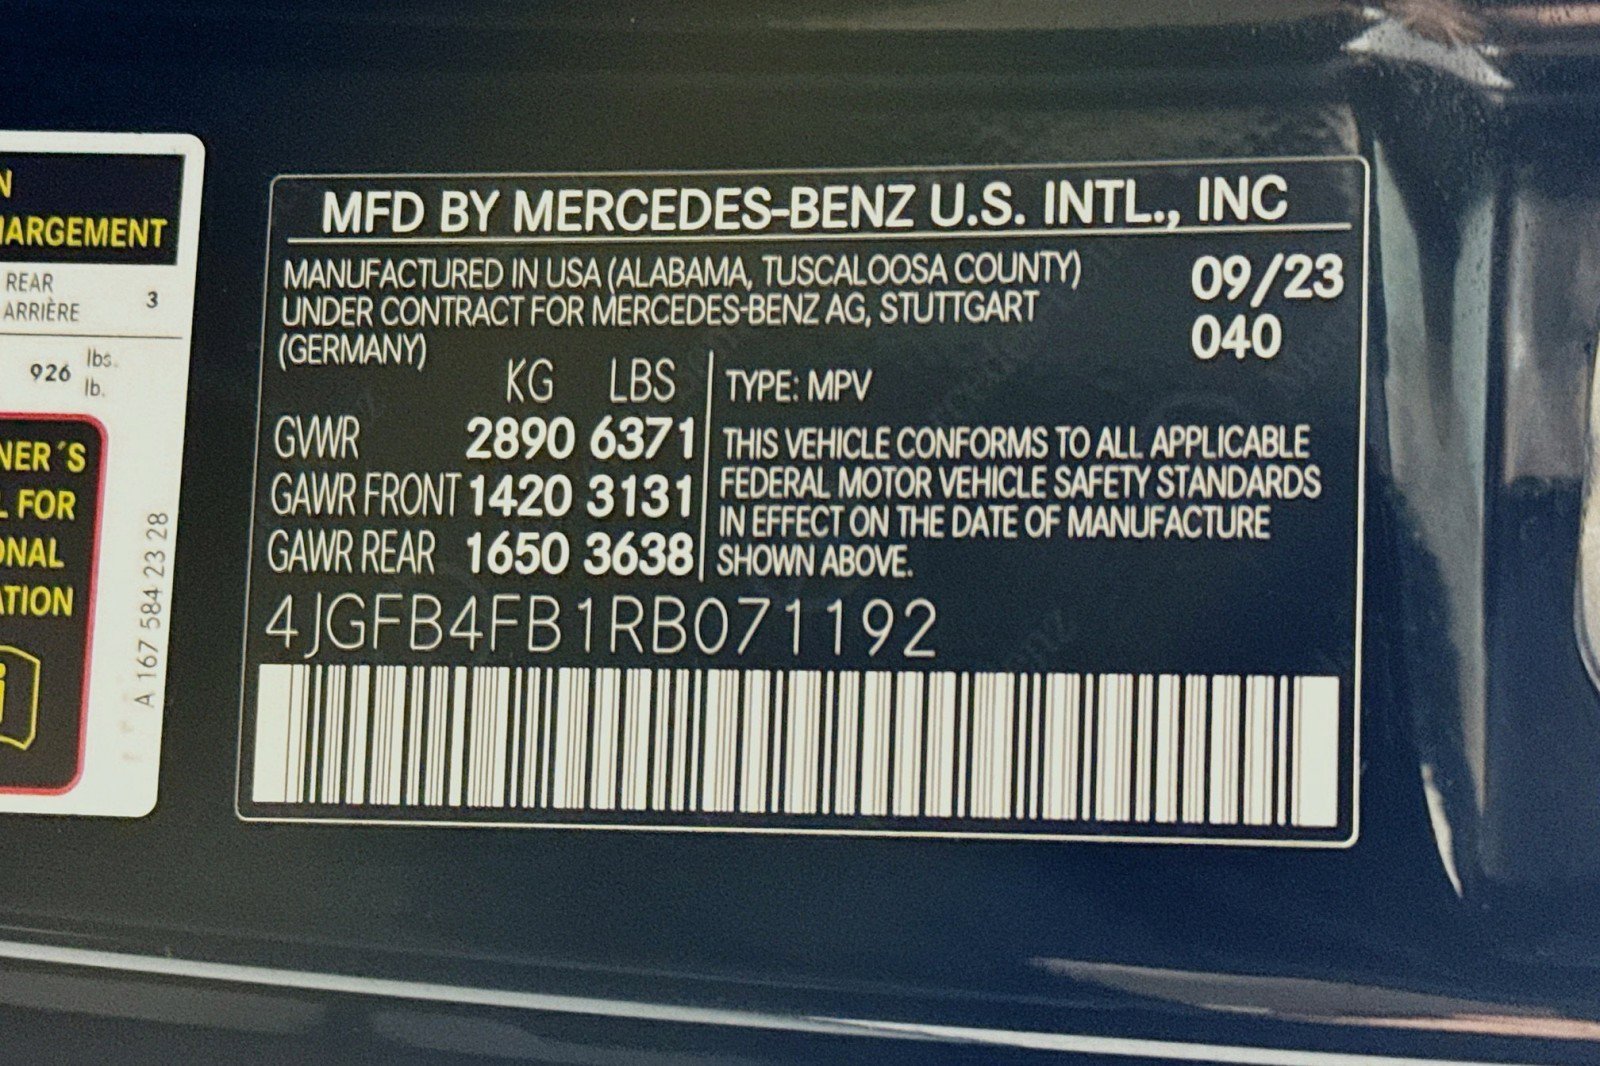 N
HARGEMENT
REAR
ARRIÈRE
3
926 lbs.
lb.
NER´S
L FOR
ONAL
ATION
A 167 584 23 28
MFD BY MERCEDES-BENZ U.S. INTL., INC
MANUFACTURED IN USA (ALABAMA, TUSCALOOSA COUNTY)
UNDER CONTRACT FOR MERCEDES-BENZ AG, STUTTGART
(GERMANY)
09/23
040
KG LBS
GVWR 2890 6371
GAWR FRONT 1420 3131
GAWR REAR 1650 3638
TYPE: MPV
THIS VEHICLE CONFORMS TO ALL APPLICABLE
FEDERAL MOTOR VEHICLE SAFETY STANDARDS
IN EFFECT ON THE DATE OF MANUFACTURE
SHOWN ABOVE.
4JGFB4FB1RB071192